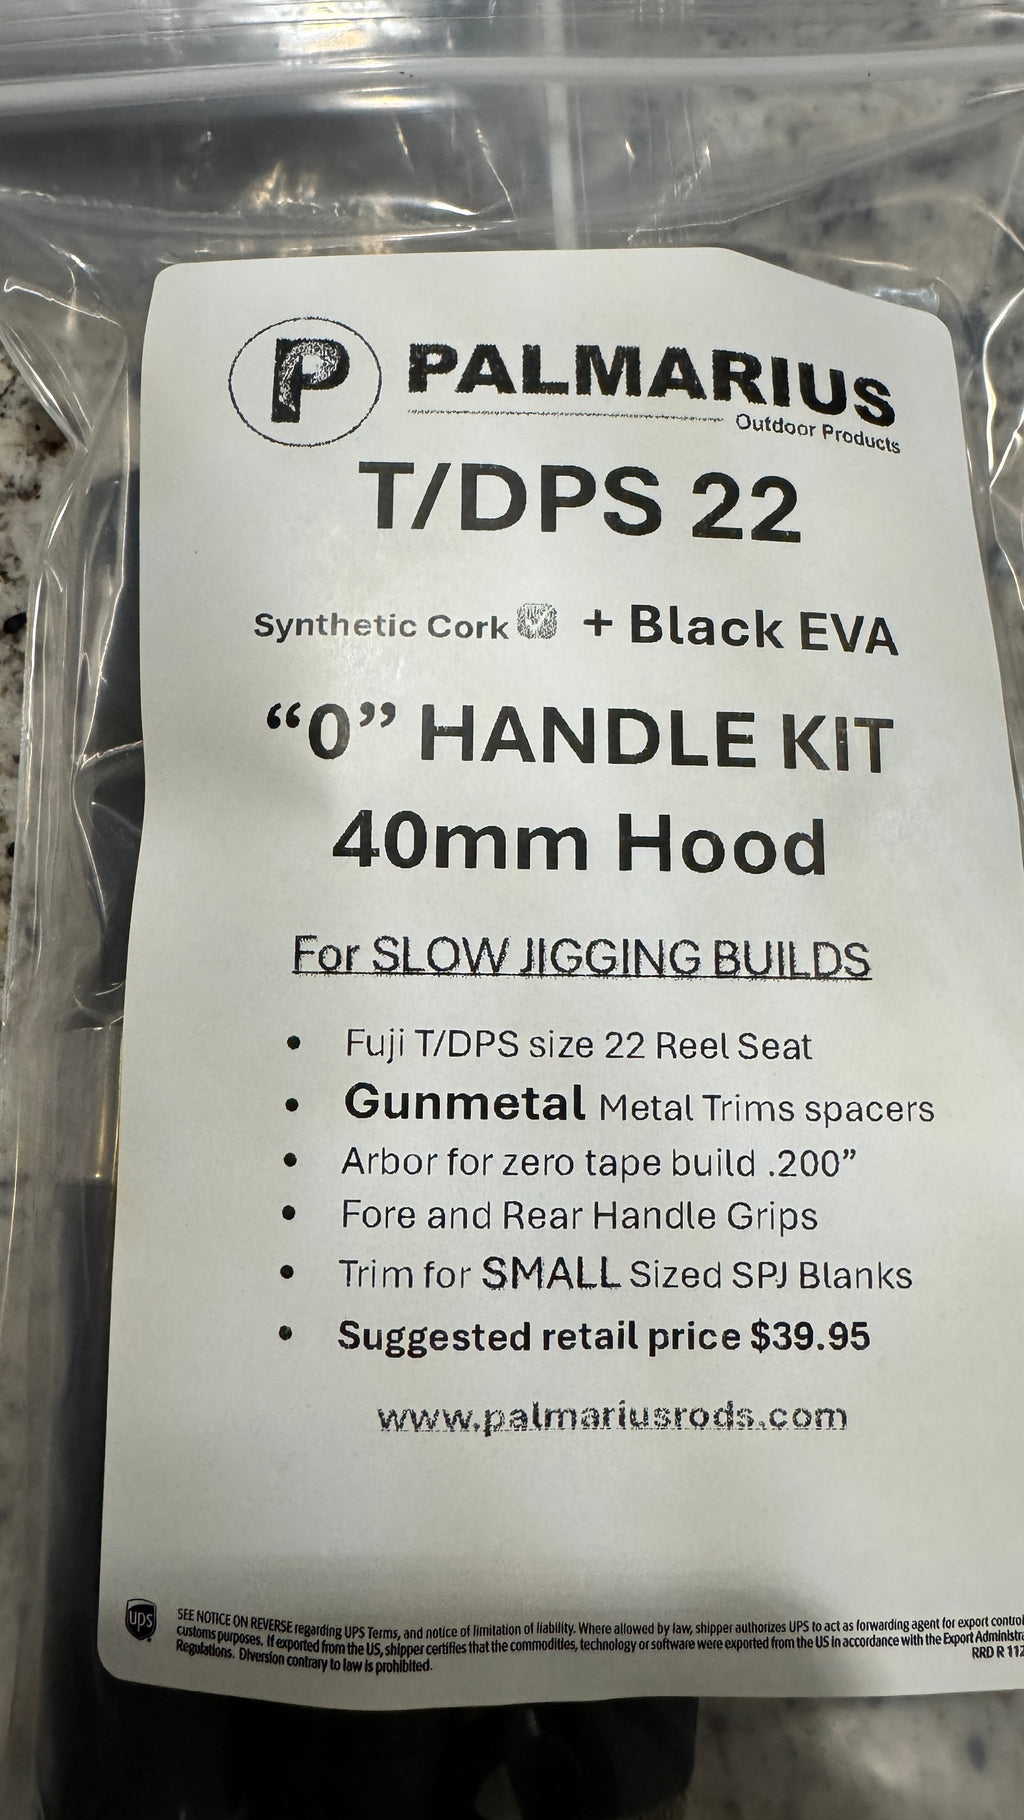 P PALMARIUS
Outdoor Products
T/DPS 22
Synthetic Cork + Black EVA
“0” HANDLE KIT
40mm Hood
For SLOW JIGGING BUILDS
• Fuji T/DPS size 22 Reel Seat
• Gunmetal Metal Trims spacers
• Arbor for zero tape build .200”
• Fore and Rear Handle Grips
• Trim for SMALL Sized SPJ Blanks
• Suggested retail price $39.95
www.palmariusrods.com
ups SEE NOTICE ON REVERSE regarding UPS Terms, and notice of limitation of liability. Where allowed by law, shipper authorizes UPS to act as forwarding agent for export control
customs purposes. If exported from the US, shipper certifies that the commodities, technology or software were exported from the US in accordance with the Export
Regulations. Diversion contrary to law is prohibited.
RRD R